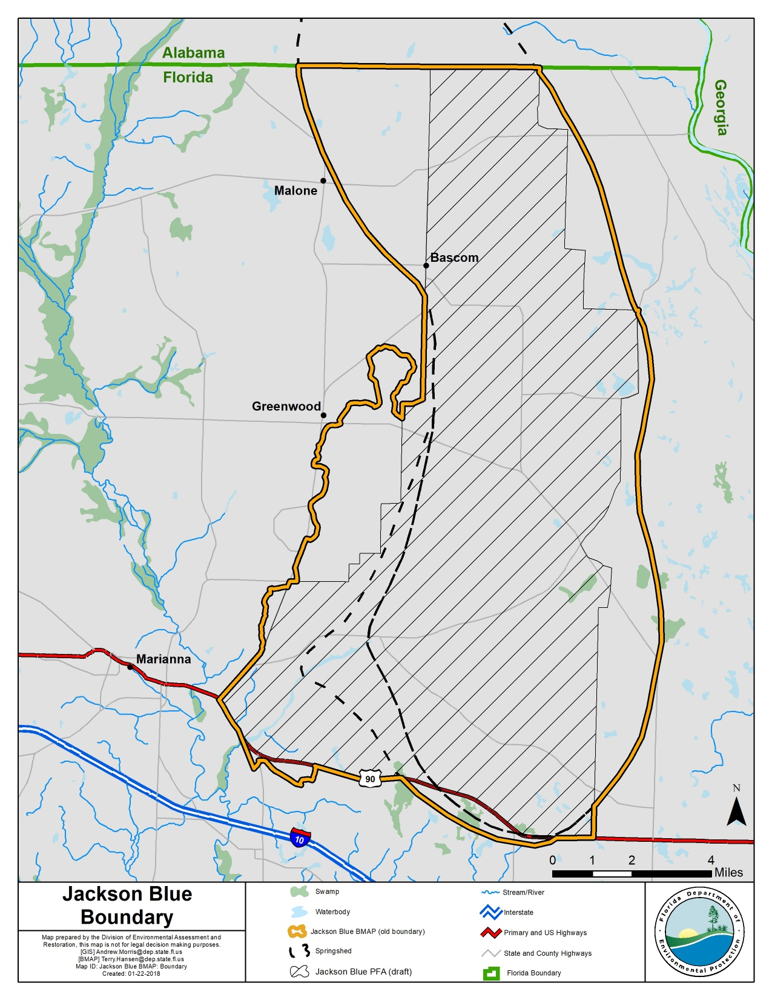 Alabama
Florida
Georgia
Malone
Bascom
Greenwood
Marianna
90
10
N
0 1 2 4
Miles
Jackson Blue
Boundary
Map prepared by the Division of Environmental Assessment and
Restoration, this map is not for legal decision making purposes.
[GIS] Andrew.Morris@dep.state.fl.us
[BMAP] Terry.Hansen@dep.state.fl.us
Map ID: Jackson Blue BMAP: Boundary
Created: 01-22-2018
Swamp
Waterbody
Jackson Blue BMAP (old boundary)
Springshed
Jackson Blue PFA (draft)
Stream/River
Interstate
Primary and US Highways
State and County Highways
Florida Boundary
Florida Department of
Environmental Protection